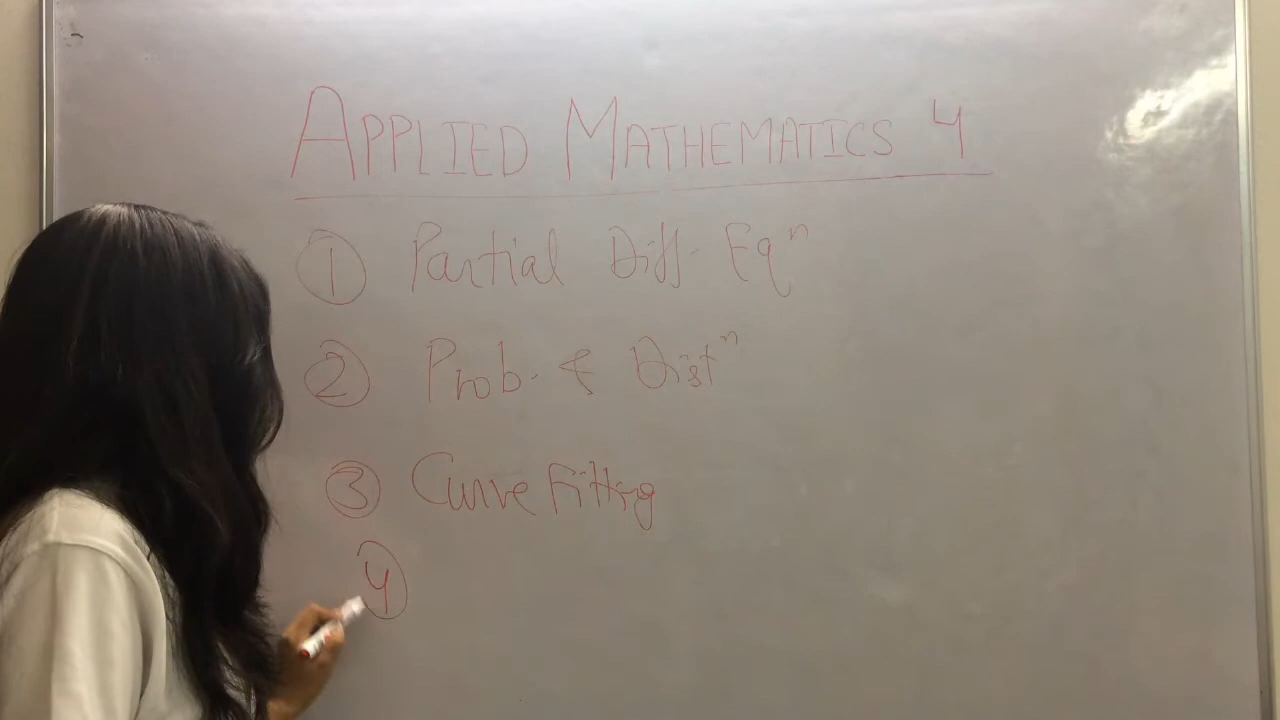 APPLIED MATHEMATICS 4
① Partial Diff. Eqⁿ
② Prob. & Distⁿ
③ Curve Fitting
④